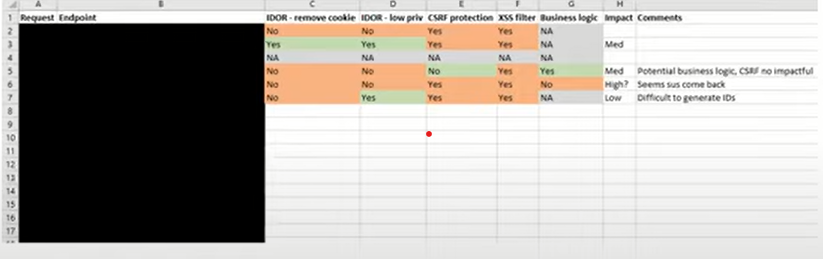 A B C D E F G H I
1 Request Endpoint IDOR - remove cookie IDOR - low priv CSRF protection XSS filter Business logic Impact Comments
2 No No Yes Yes NA
3 Yes Yes Yes Yes NA Med
4 NA NA NA NA NA
5 No No No Yes Yes Med Potential business logic, CSRF no impactful
6 No No Yes Yes No High? Seems sus come back
7 No Yes Yes Yes NA Low Difficult to generate IDs
8
9
10
11
12
13
14
15
16
17